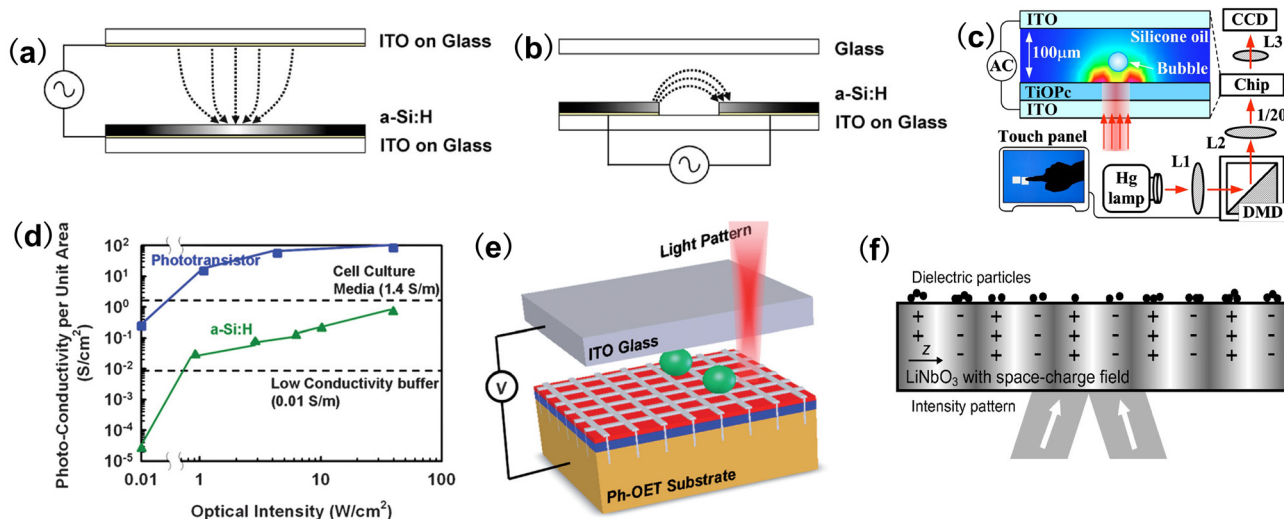 (a)
ITO on Glass
a-Si:H
ITO on Glass
(b)
Glass
a-Si:H
ITO on Glass
(c)
ITO
Silicone oil
100μm
Bubble
AC
TiOPc
ITO
CCD
L3
Chip
1/20
L2
Touch panel
L1
Hg
lamp
DMD
(d)
Photo-Conductivity per Unit Area
(S/cm²)
10²
10¹
10⁰
10⁻¹
10⁻²
10⁻³
10⁻⁴
10⁻⁵
Phototransistor
Cell Culture
Media (1.4 S/m)
a-Si:H
Low Conductivity buffer
(0.01 S/m)
0.01
1
10
100
Optical Intensity (W/cm²)
(e)
Light Pattern
ITO Glass
V
Ph-OET Substrate
(f)
Dielectric particles
+ - + - + - + - + -
+ - + - + - + - + -
z - + - + - + - + -
LiNbO₃ with space-charge field
Intensity pattern